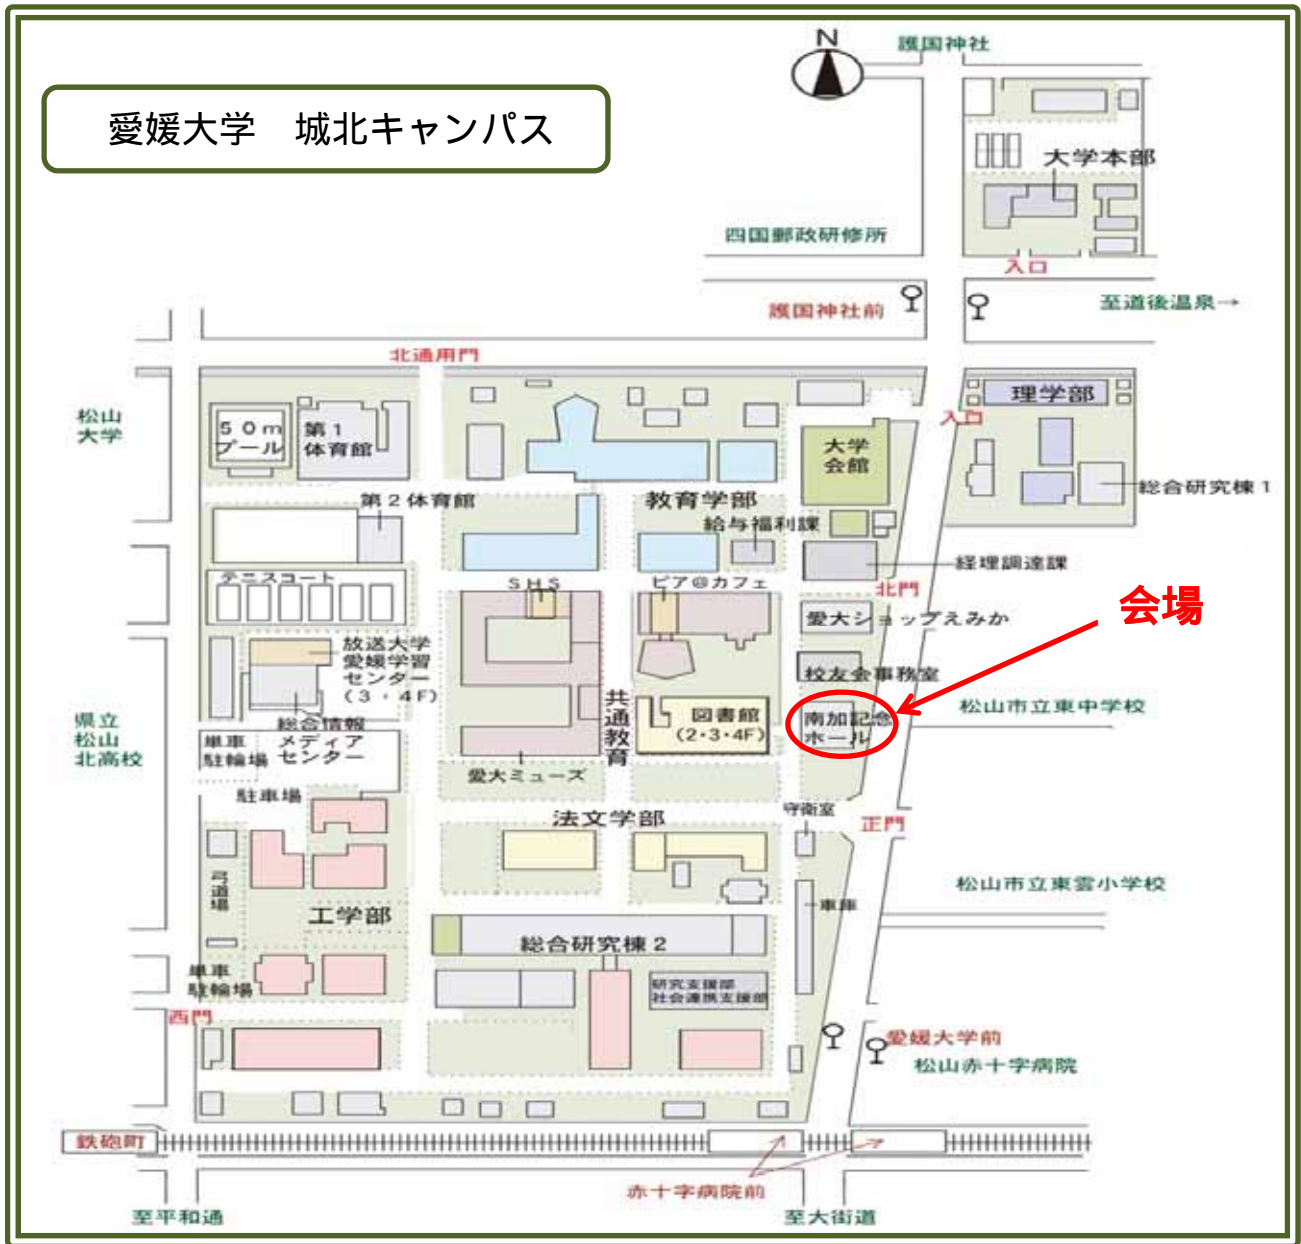 N
護国神社
愛媛大学　城北キャンパス
大学本部
四国郵政研修所
入口
護国神社前
至道後温泉→
北通用門
松山
大学
50m
プール
第1
体育館
大学
会館
入口
理学部
第2体育館
教育学部
給与福利課
総合研究棟1
経理調達課
テニスコート
SHS
ピア@カフェ
北門
会場
愛大ショップえみか
放送大学
愛媛学習
センター
(3・4F)
校友会事務室
共通教育
図書館
(2・3・4F)
南加記念
ホール
松山市立東中学校
県立
松山
北高校
総合情報
メディア
センター
単車
駐輪場
愛大ミューズ
駐車場
法文学部
守衛室
正門
弓道場
松山市立東雲小学校
工学部
車庫
総合研究棟2
単車
駐輪場
研究支援部
社会連携支援部
西門
愛媛大学前
松山赤十字病院
鉄砲町
赤十字病院前
至平和通
至大街道